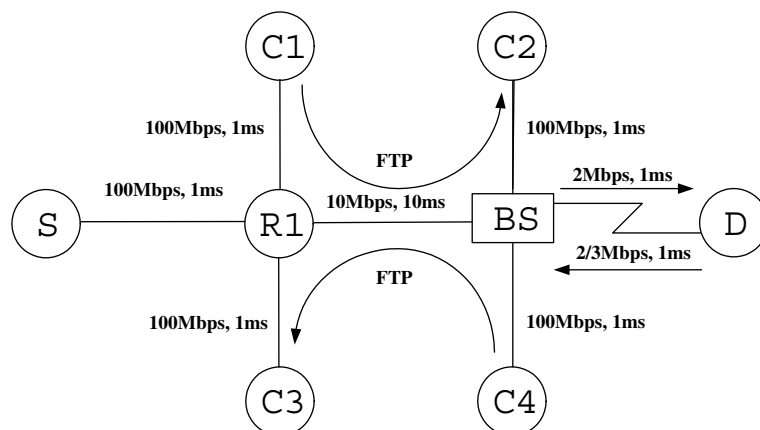 C1
C2
100Mbps, 1ms
100Mbps, 1ms
FTP
100Mbps, 1ms
2Mbps, 1ms
10Mbps, 10ms
S
R1
BS
D
2/3Mbps, 1ms
FTP
100Mbps, 1ms
100Mbps, 1ms
C3
C4